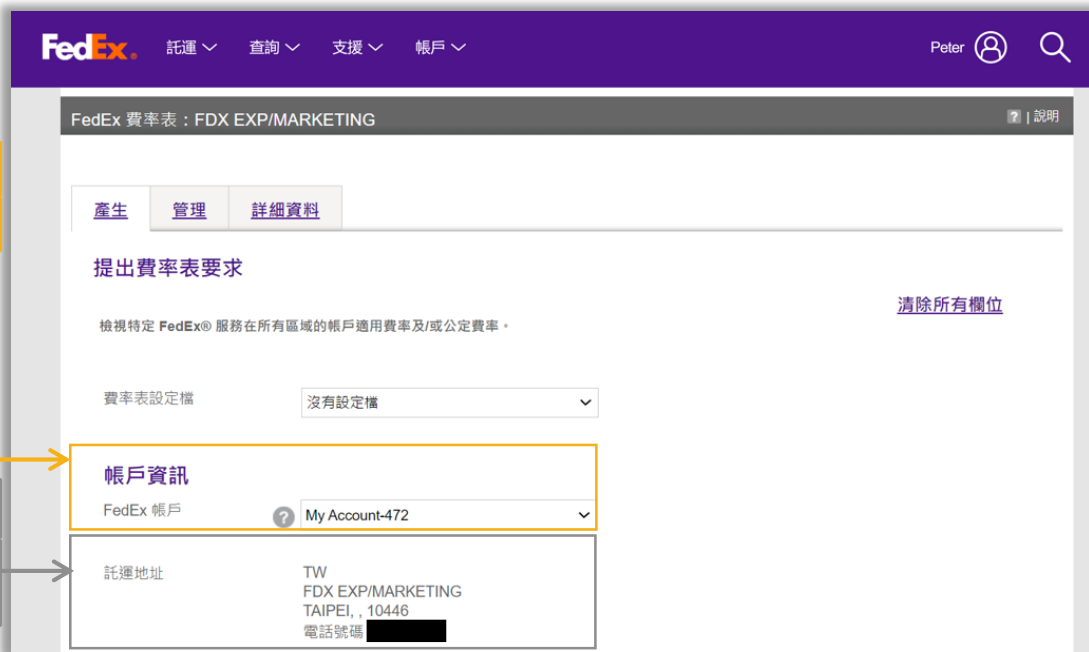 FedEx. 託運 查詢 支援 帳戶 Peter
FedEx 費率表：FDX EXP/MARKETING ? | 說明
產生 管理 詳細資料
提出費率表要求
清除所有欄位
檢視特定 FedEx® 服務在所有區域的帳戶適用費率及/或公定費率。
費率表設定檔 沒有設定檔
帳戶資訊
FedEx 帳戶 ? My Account-472
託運地址 TW
FDX EXP/MARKETING
TAIPEI, , 10446
電話號碼